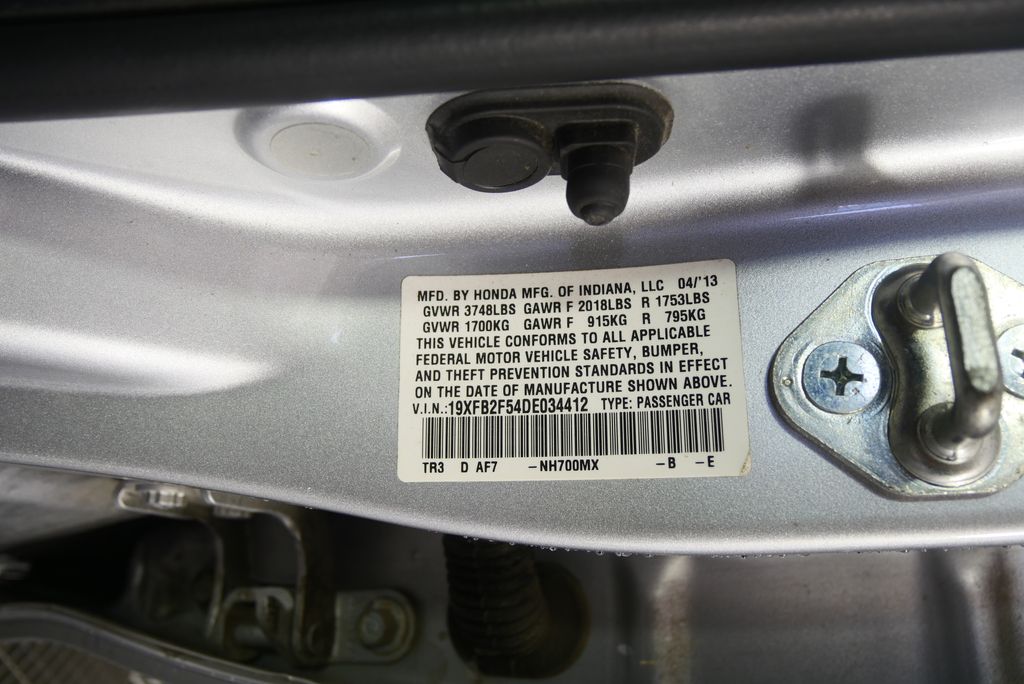 MFD. BY HONDA MFG. OF INDIANA, LLC 04/'13
GVWR 3748LBS GAWR F 2018LBS R 1753LBS
GVWR 1700KG GAWR F 915KG R 795KG
THIS VEHICLE CONFORMS TO ALL APPLICABLE
FEDERAL MOTOR VEHICLE SAFETY, BUMPER,
AND THEFT PREVENTION STANDARDS IN EFFECT
ON THE DATE OF MANUFACTURE SHOWN ABOVE.
V.I.N.:19XFB2F54DE034412 TYPE: PASSENGER CAR
TR3 D AF7 -NH700MX -B -E